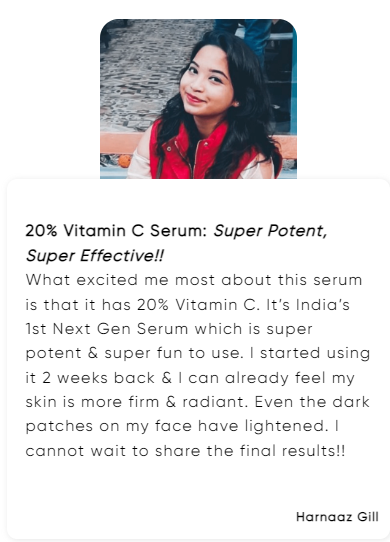 20% Vitamin C Serum: Super Potent,
Super Effective!!
What excited me most about this serum
is that it has 20% Vitamin C. It's India's
1st Next Gen Serum which is super
potent & super fun to use. I started using
it 2 weeks back & I can already feel my
skin is more firm & radiant. Even the dark
patches on my face have lightened. I
cannot wait to share the final results!!
Harnaaz Gill